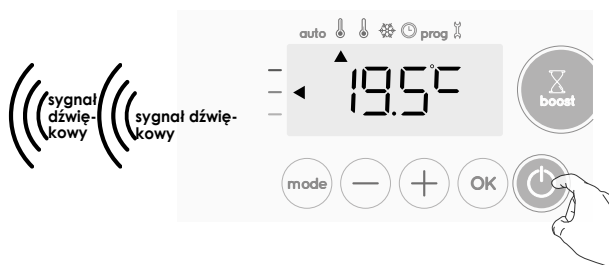 auto prog
19.5°C
boost
sygnał
dźwię-
kowy
sygnał dźwię-
kowy
mode − + OK